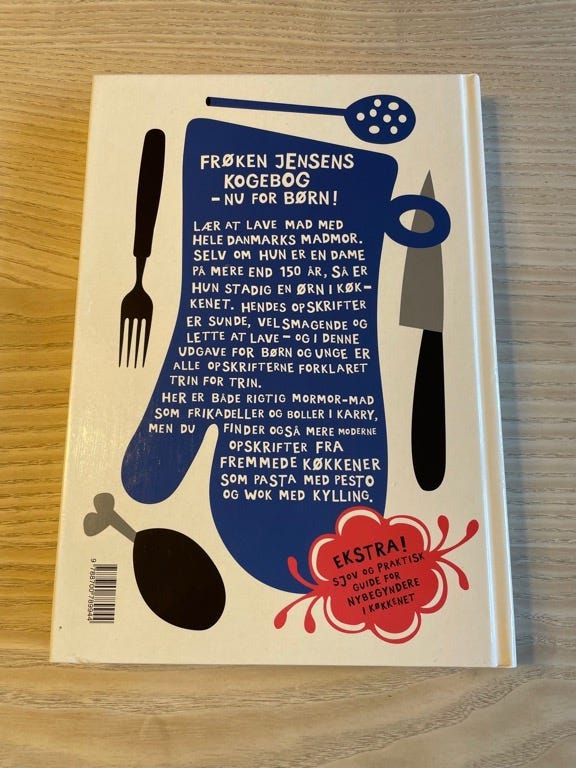 FRØKEN JENSENS
KOGEBOG
– NU FOR BØRN!
LÆR AT LAVE MAD MED
HELE DANMARKS MADMOR.
SELV OM HUN ER EN DAME
PÅ MERE END 150 ÅR, SÅ ER
HUN STADIG EN ØRN I KØK-
KENET. HENDES OPSKRIFTER
ER SUNDE, VELSMAGENDE OG
LETTE AT LAVE – OG I DENNE
UDGAVE FOR BØRN OG UNGE ER
ALLE OPSKRIFTERNE FORKLARET
TRIN FOR TRIN.
HER ER BÅDE RIGTIG MORMOR-MAD
SOM FRIKADELLER OG BOLLER I KARRY,
MEN DU FINDER OGSÅ MERE MODERNE
OPSKRIFTER FRA
FREMMEDE KØKKENER
SOM PASTA MED PESTO
OG WOK MED KYLLING.
EKSTRA!
SJOV OG PRAKTISK
GUIDE FOR
NYBEGYNDERE
I KØKKENET
9788700789944